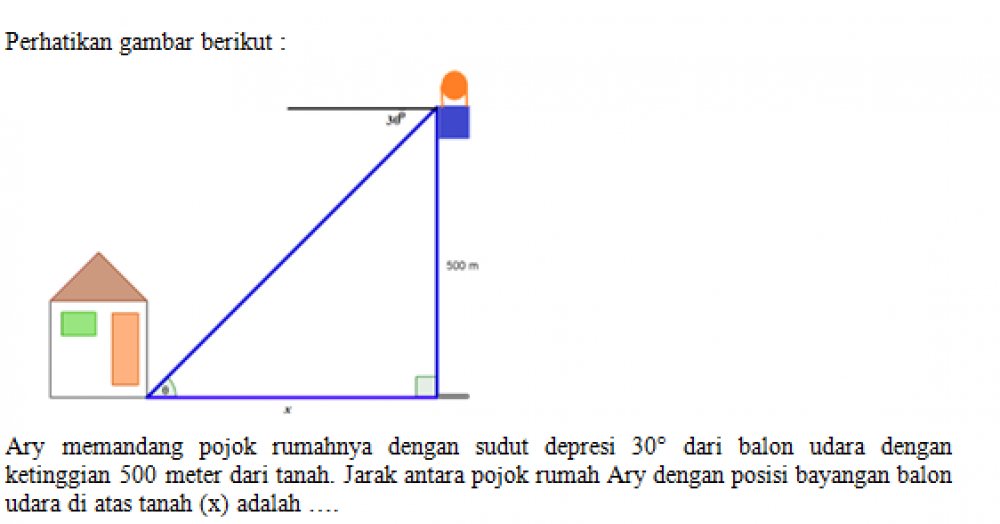 Perhatikan gambar berikut :
30°
500 m
θ
x
Ary memandang pojok rumahnya dengan sudut depresi 30° dari balon udara dengan
ketinggian 500 meter dari tanah. Jarak antara pojok rumah Ary dengan posisi bayangan balon
udara di atas tanah (x) adalah ….